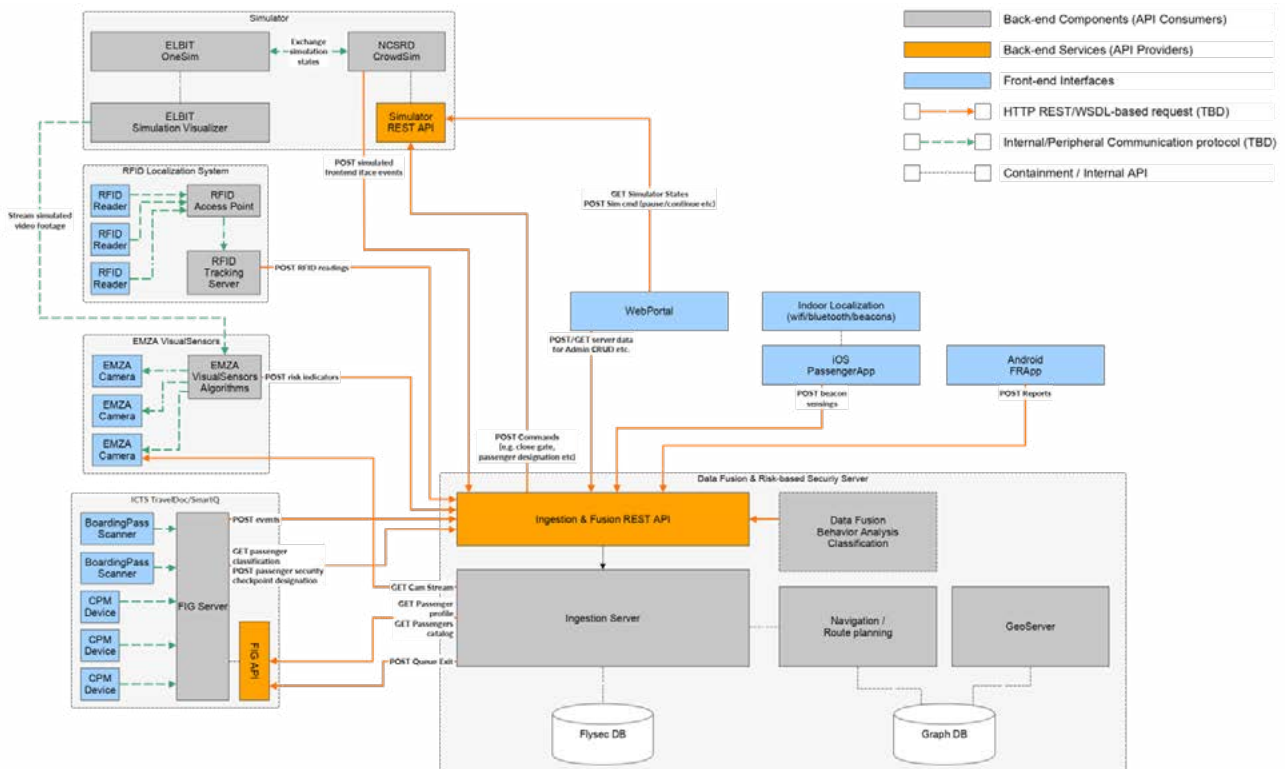 Simulator
ELBIT
OneSim
Exchange
simulation
states
NCSRD
CrowdSim
ELBIT
Simulation Visualizer
Simulator
REST API
Back-end Components (API Consumers)
Back-end Services (API Providers)
Front-end Interfaces
HTTP REST/WSDL-based request (TBD)
Internal/Peripheral Communication protocol (TBD)
Containment / Internal API
POST simulated
frontend iface events
GET Simulator States
POST Sim cmd (pause/continue etc)
Stream simulated
video footage
RFID Localization System
RFID
Reader
RFID
Reader
RFID
Reader
RFID
Access Point
RFID
Tracking
Server
POST RFID readings
WebPortal
Indoor Localization
(wifi/bluetooth/beacons)
iOS
PassengerApp
Android
FRApp
POST/GET server data
for Admin CRUD etc.
POST beacon
sensings
POST Reports
EMZA VisualSensors
EMZA
Camera
EMZA
Camera
EMZA
Camera
EMZA
VisualSensors
Algorithms
POST risk indicators
POST Commands
(e.g. close gate,
passenger designation etc)
ICTS TravelDoc/SmartQ
BoardingPass
Scanner
BoardingPass
Scanner
CPM
Device
CPM
Device
CPM
Device
FIG Server
FIG API
POST events
GET passenger
classification
POST passenger security
checkpoint designation
GET Cam Stream
GET Passenger
profile
GET Passengers
catalog
POST Queue Exit
Data Fusion & Risk-based Securiy Server
Ingestion & Fusion REST API
Data Fusion
Behavior Analysis
Classification
Ingestion Server
Navigation /
Route planning
GeoServer
Flysec DB
Graph DB